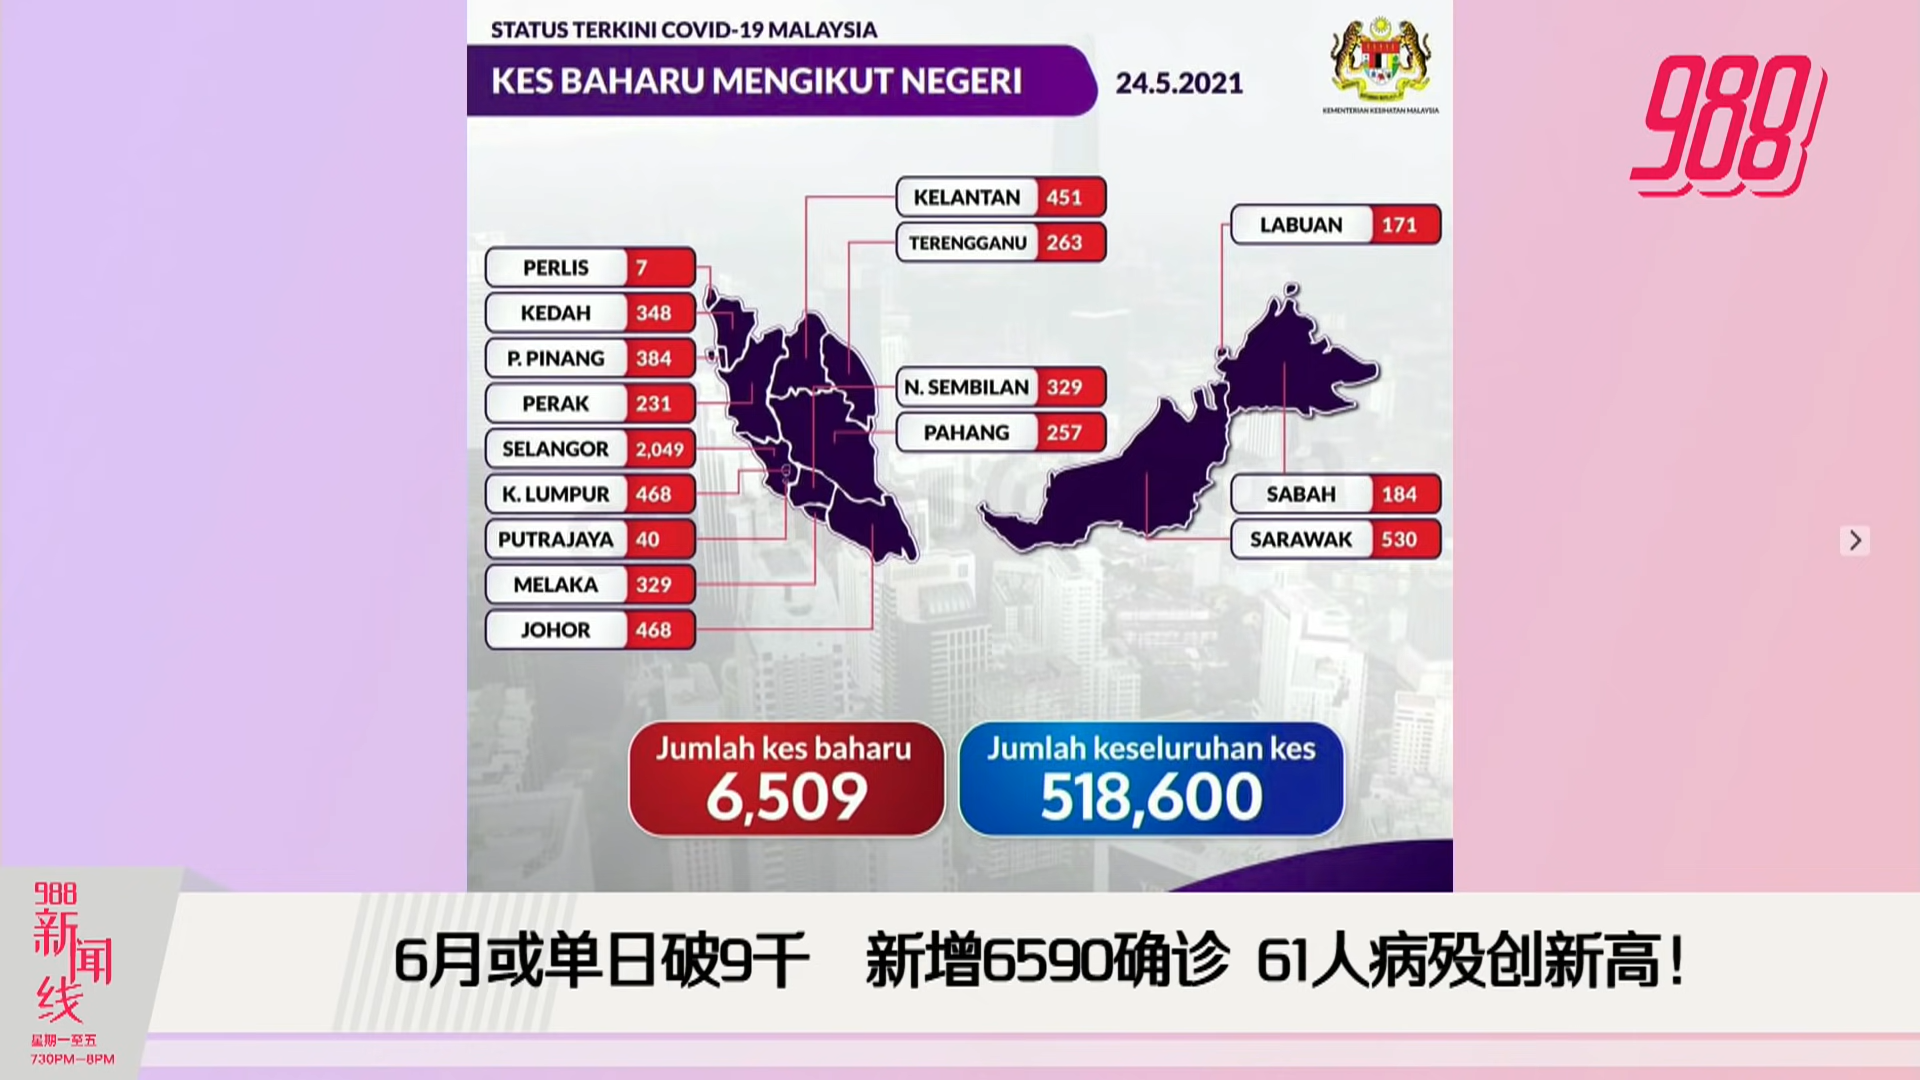 STATUS TERKINI COVID-19 MALAYSIA
KES BAHARU MENGIKUT NEGERI
24.5.2021
KEMENTERIAN KESIHATAN MALAYSIA
988
KELANTAN 451
TERENGGANU 263
LABUAN 171
PERLIS 7
KEDAH 348
P. PINANG 384
PERAK 231
SELANGOR 2,049
K. LUMPUR 468
PUTRAJAYA 40
MELAKA 329
JOHOR 468
N. SEMBILAN 329
PAHANG 257
SABAH 184
SARAWAK 530
Jumlah kes baharu
6,509
Jumlah keseluruhan kes
518,600
988
新闻线
星期一至五
730PM-8PM
6月或单日破9千 新增6590确诊 61人病殁创新高!